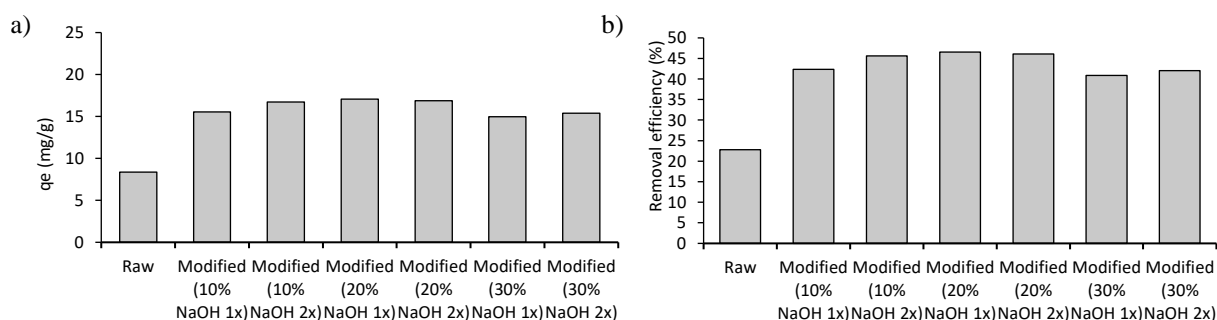 a)
25
20
15
10
5
0
qe (mg/g)
Raw
Modified
(10%
NaOH 1x)
Modified
(10%
NaOH 2x)
Modified
(20%
NaOH 1x)
Modified
(20%
NaOH 2x)
Modified
(30%
NaOH 1x)
Modified
(30%
NaOH 2x)
b)
50
45
40
35
30
25
20
15
10
5
0
Removal efficiency (%)
Raw
Modified
(10%
NaOH 1x)
Modified
(10%
NaOH 2x)
Modified
(20%
NaOH 1x)
Modified
(20%
NaOH 2x)
Modified
(30%
NaOH 1x)
Modified
(30%
NaOH 2x)